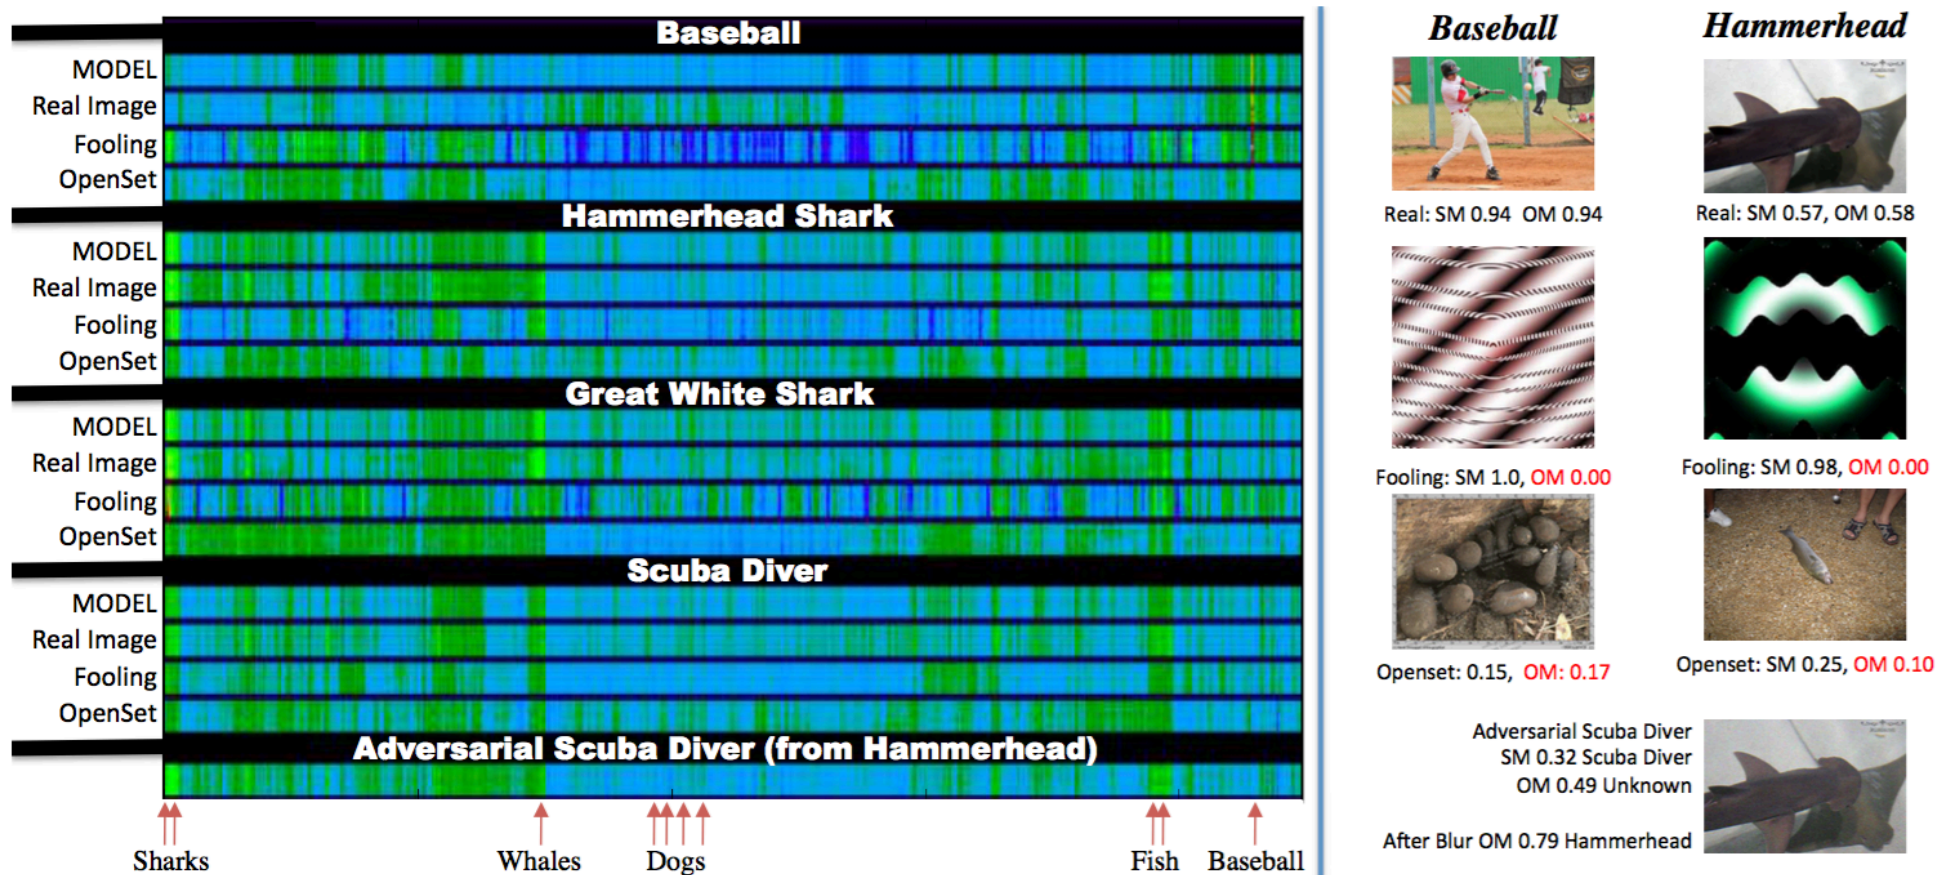 Baseball
MODEL
Real Image
Fooling
OpenSet
Hammerhead Shark
MODEL
Real Image
Fooling
OpenSet
Great White Shark
MODEL
Real Image
Fooling
OpenSet
Scuba Diver
MODEL
Real Image
Fooling
OpenSet
Adversarial Scuba Diver (from Hammerhead)
Sharks
Whales
Dogs
Fish
Baseball
Baseball
Real: SM 0.94 OM 0.94
Fooling: SM 1.0, OM 0.00
Openset: 0.15, OM: 0.17
Hammerhead
Real: SM 0.57, OM 0.58
Fooling: SM 0.98, OM 0.00
Openset: SM 0.25, OM 0.10
Adversarial Scuba Diver
SM 0.32 Scuba Diver
OM 0.49 Unknown
After Blur OM 0.79 Hammerhead